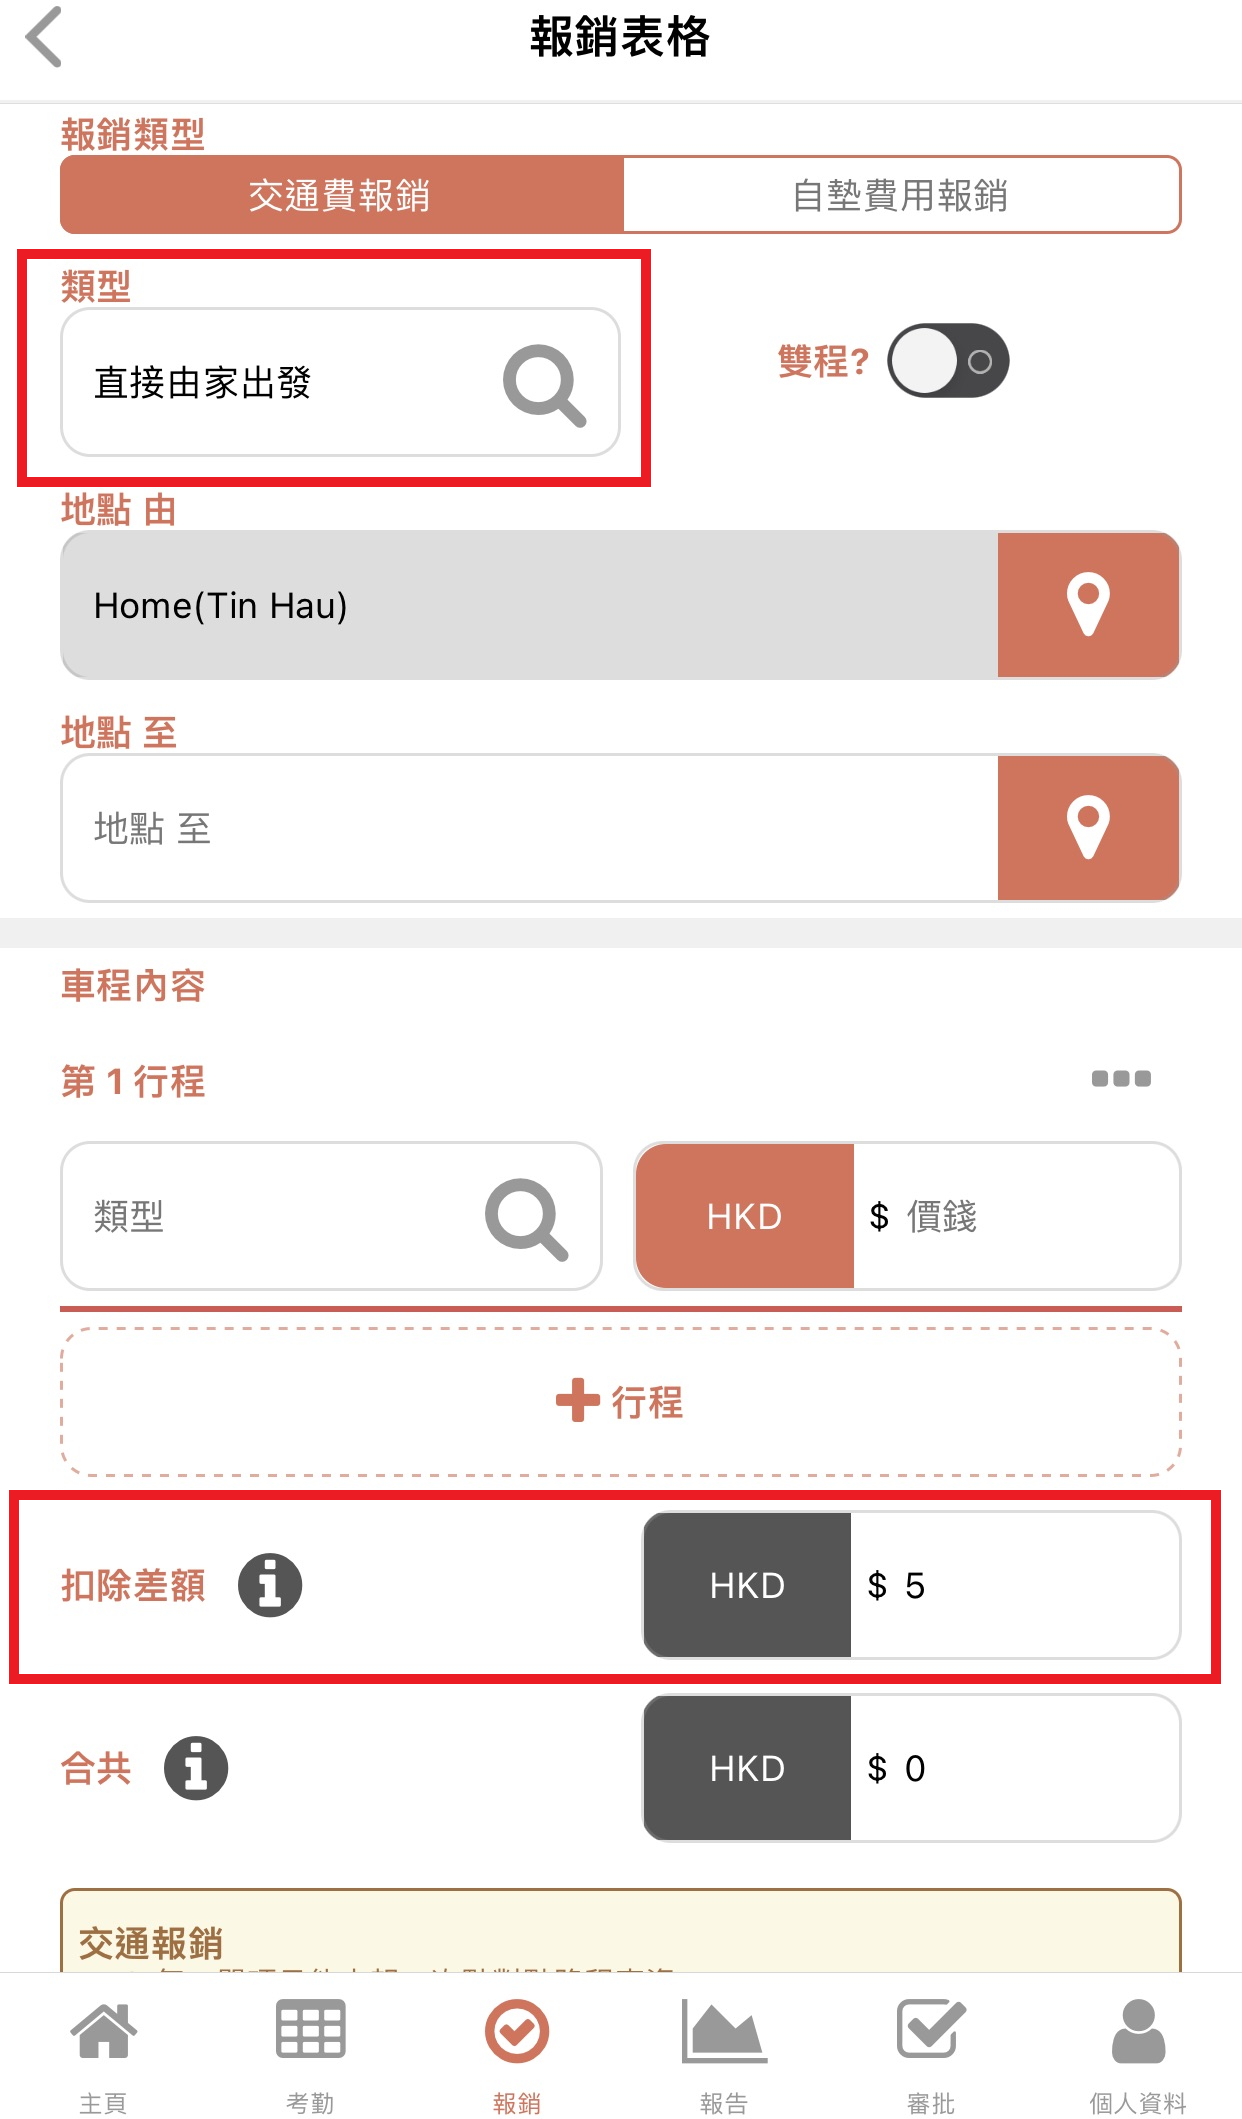 報銷表格
報銷類型
交通費報銷 自墊費用報銷
類型
直接由家出發
雙程?
地點 由
Home(Tin Hau)
地點 至
地點 至
車程內容
第 1 行程
類型 HKD $ 價錢
行程
扣除差額 HKD $ 5
合共 HKD $ 0
交通報銷
主頁 考勤 報銷 報告 審批 個人資料